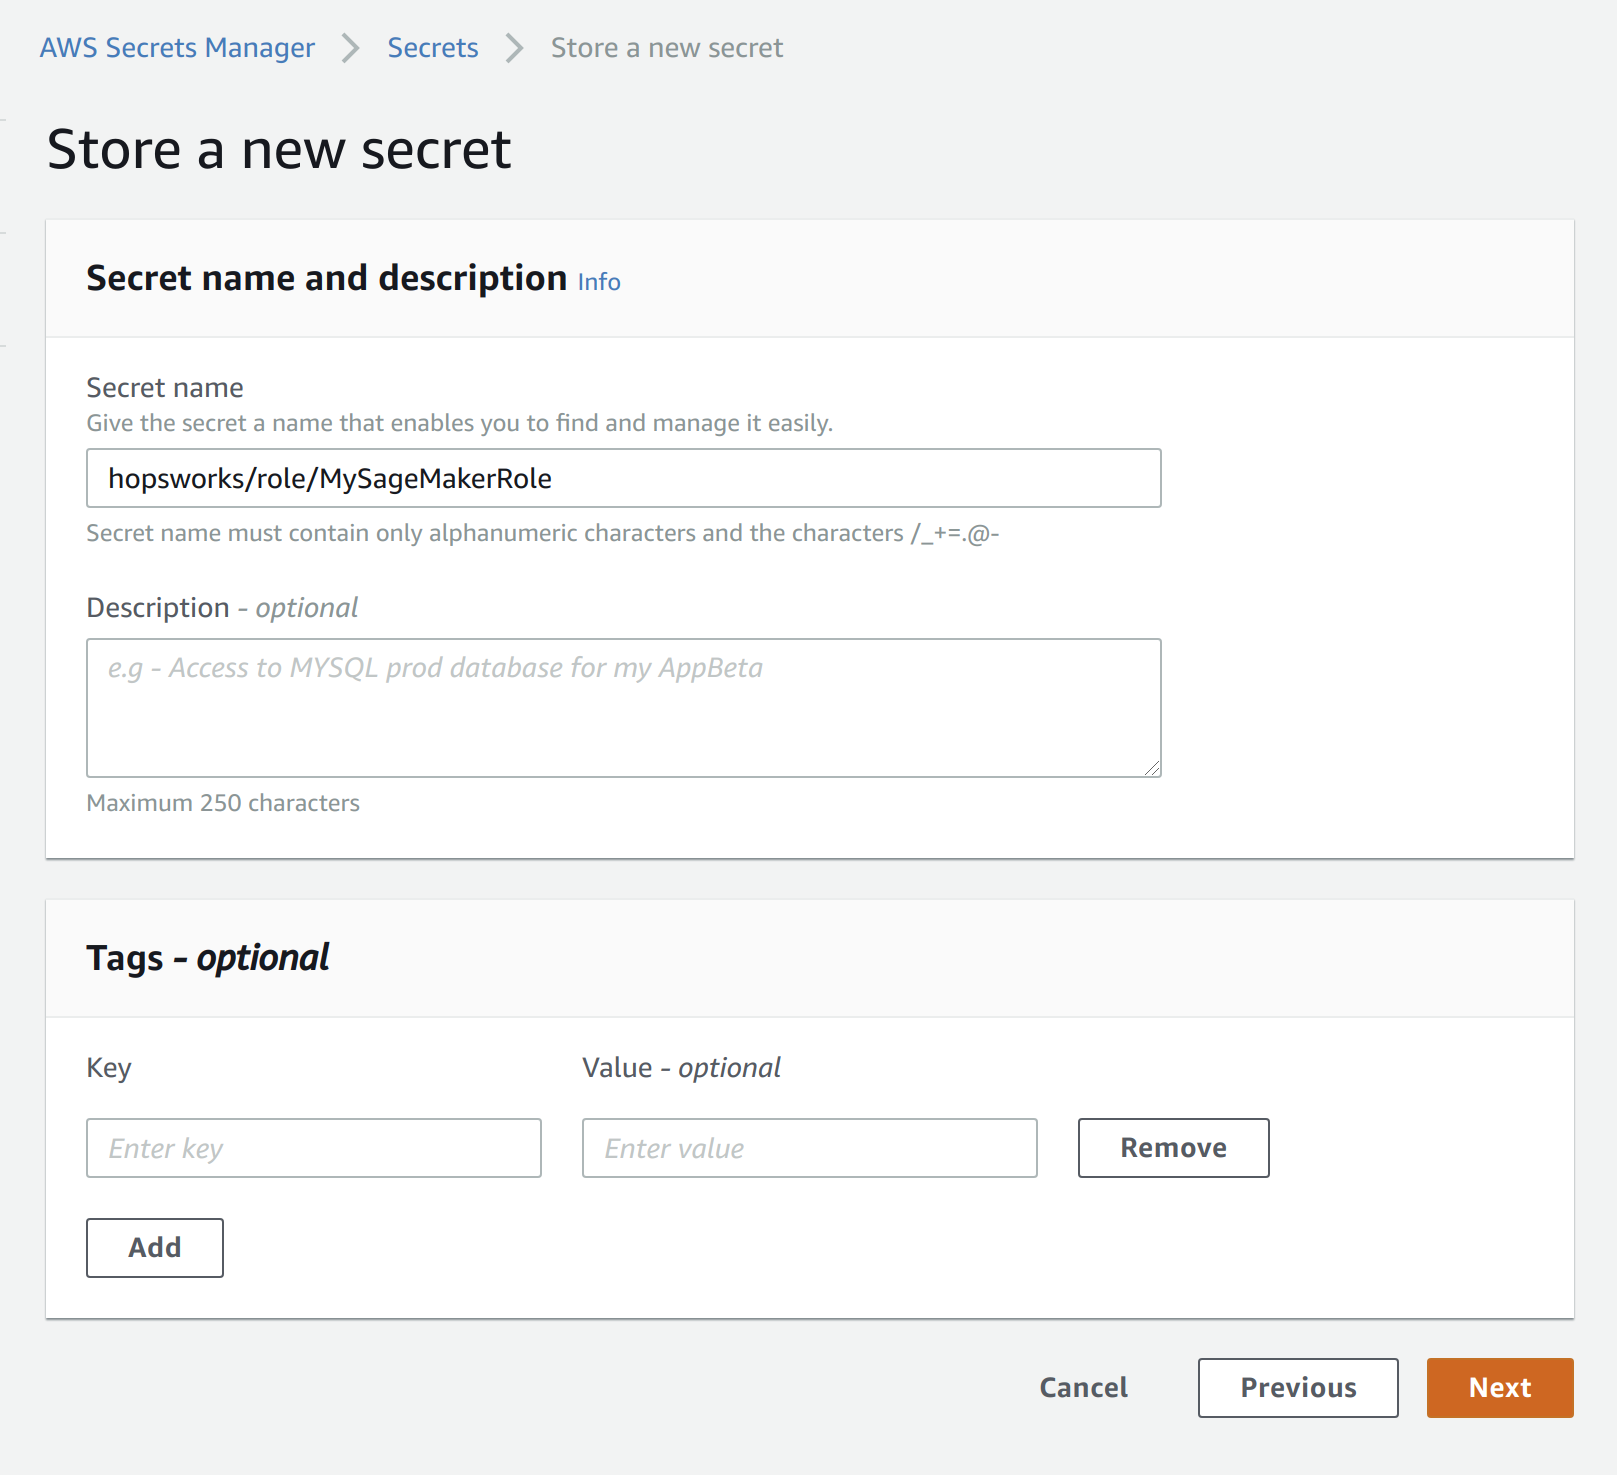 AWS Secrets Manager > Secrets > Store a new secret
Store a new secret
Secret name and description Info
Secret name
Give the secret a name that enables you to find and manage it easily.
hopsworks/role/MySageMakerRole
Secret name must contain only alphanumeric characters and the characters /_+=.@-
Description - optional
e.g - Access to MYSQL prod database for my AppBeta
Maximum 250 characters
Tags - optional
Key Value - optional
Enter key Enter value Remove
Add
Cancel Previous Next